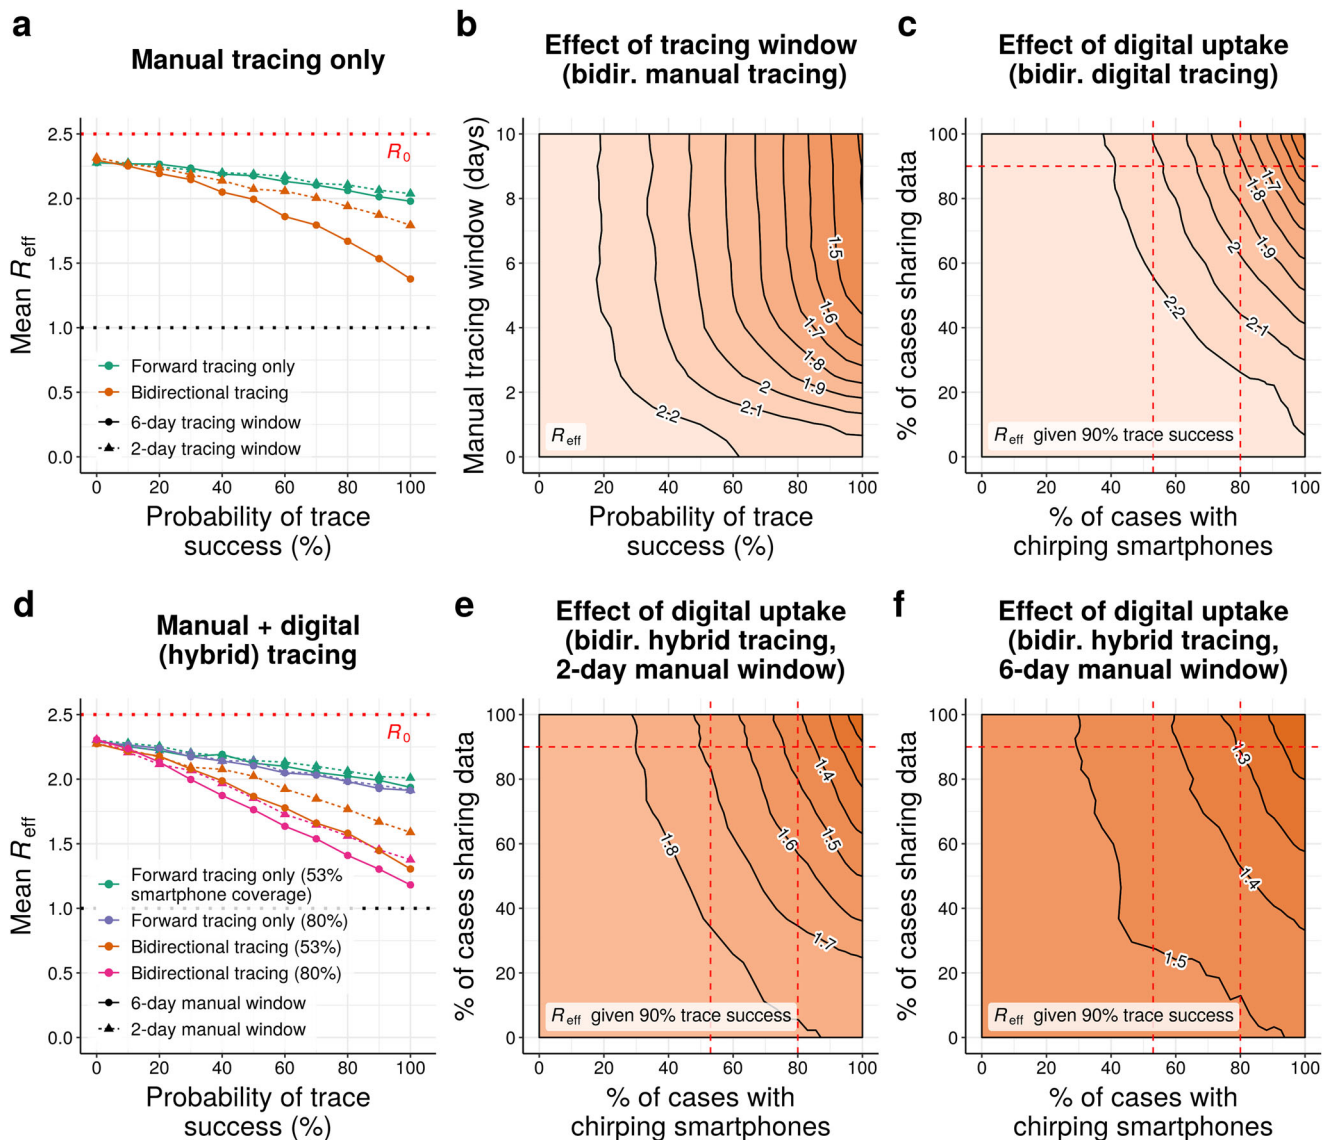 a
Manual tracing only
2.5
2.0
1.5
1.0
0.5
0.0
Mean Reff
R0
Forward tracing only
Bidirectional tracing
6-day tracing window
2-day tracing window
0 20 40 60 80 100
Probability of trace
success (%)
b
Effect of tracing window
(bidir. manual tracing)
10
8
6
4
2
0
Manual tracing window (days)
1.5
1.6
1.7
1.8
1.9
2
2.1
2.2
Reff
0 20 40 60 80 100
Probability of trace
success (%)
c
Effect of digital uptake
(bidir. digital tracing)
100
80
60
40
20
0
% of cases sharing data
1.7
1.8
1.9
2
2.1
2.2
Reff given 90% trace success
0 20 40 60 80 100
% of cases with
chirping smartphones
d
Manual + digital
(hybrid) tracing
2.5
2.0
1.5
1.0
0.5
0.0
Mean Reff
R0
Forward tracing only (53%
smartphone coverage)
Forward tracing only (80%)
Bidirectional tracing (53%)
Bidirectional tracing (80%)
6-day manual window
2-day manual window
0 20 40 60 80 100
Probability of trace
success (%)
e
Effect of digital uptake
(bidir. hybrid tracing,
2-day manual window)
100
80
60
40
20
0
% of cases sharing data
1.4
1.5
1.6
1.7
1.8
Reff given 90% trace success
0 20 40 60 80 100
% of cases with
chirping smartphones
f
Effect of digital uptake
(bidir. hybrid tracing,
6-day manual window)
100
80
60
40
20
0
% of cases sharing data
1.3
1.4
1.5
Reff given 90% trace success
0 20 40 60 80 100
% of cases with
chirping smartphones